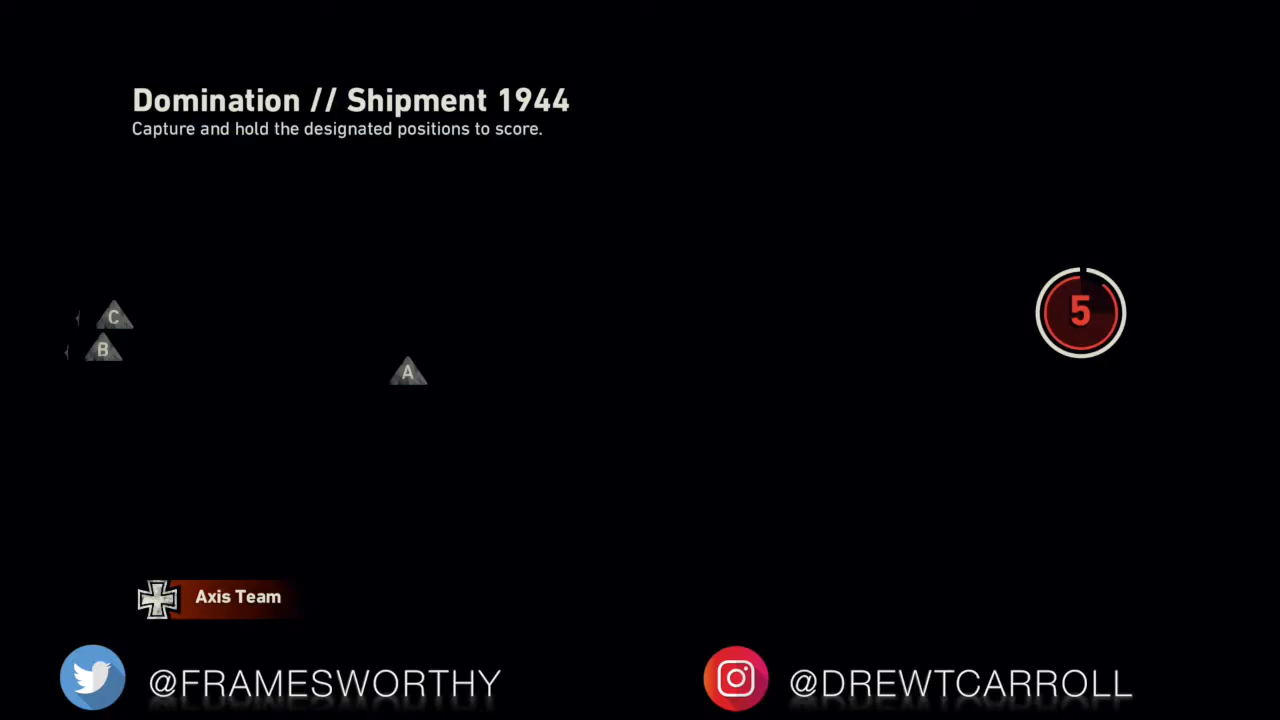 Domination // Shipment 1944
Capture and hold the designated positions to score.
C
B
A
5
Axis Team
@FRAMESWORTHY
@DREWTCARROLL